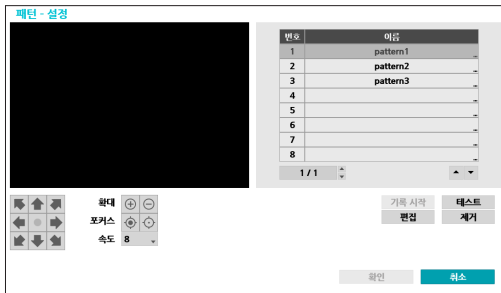 패턴 - 설정
번호 이름
1 pattern1
2 pattern2
3 pattern3
4
5
6
7
8
1 / 1
확대
포커스
속도 8
기록 시작 테스트
편집 제거
확인 취소